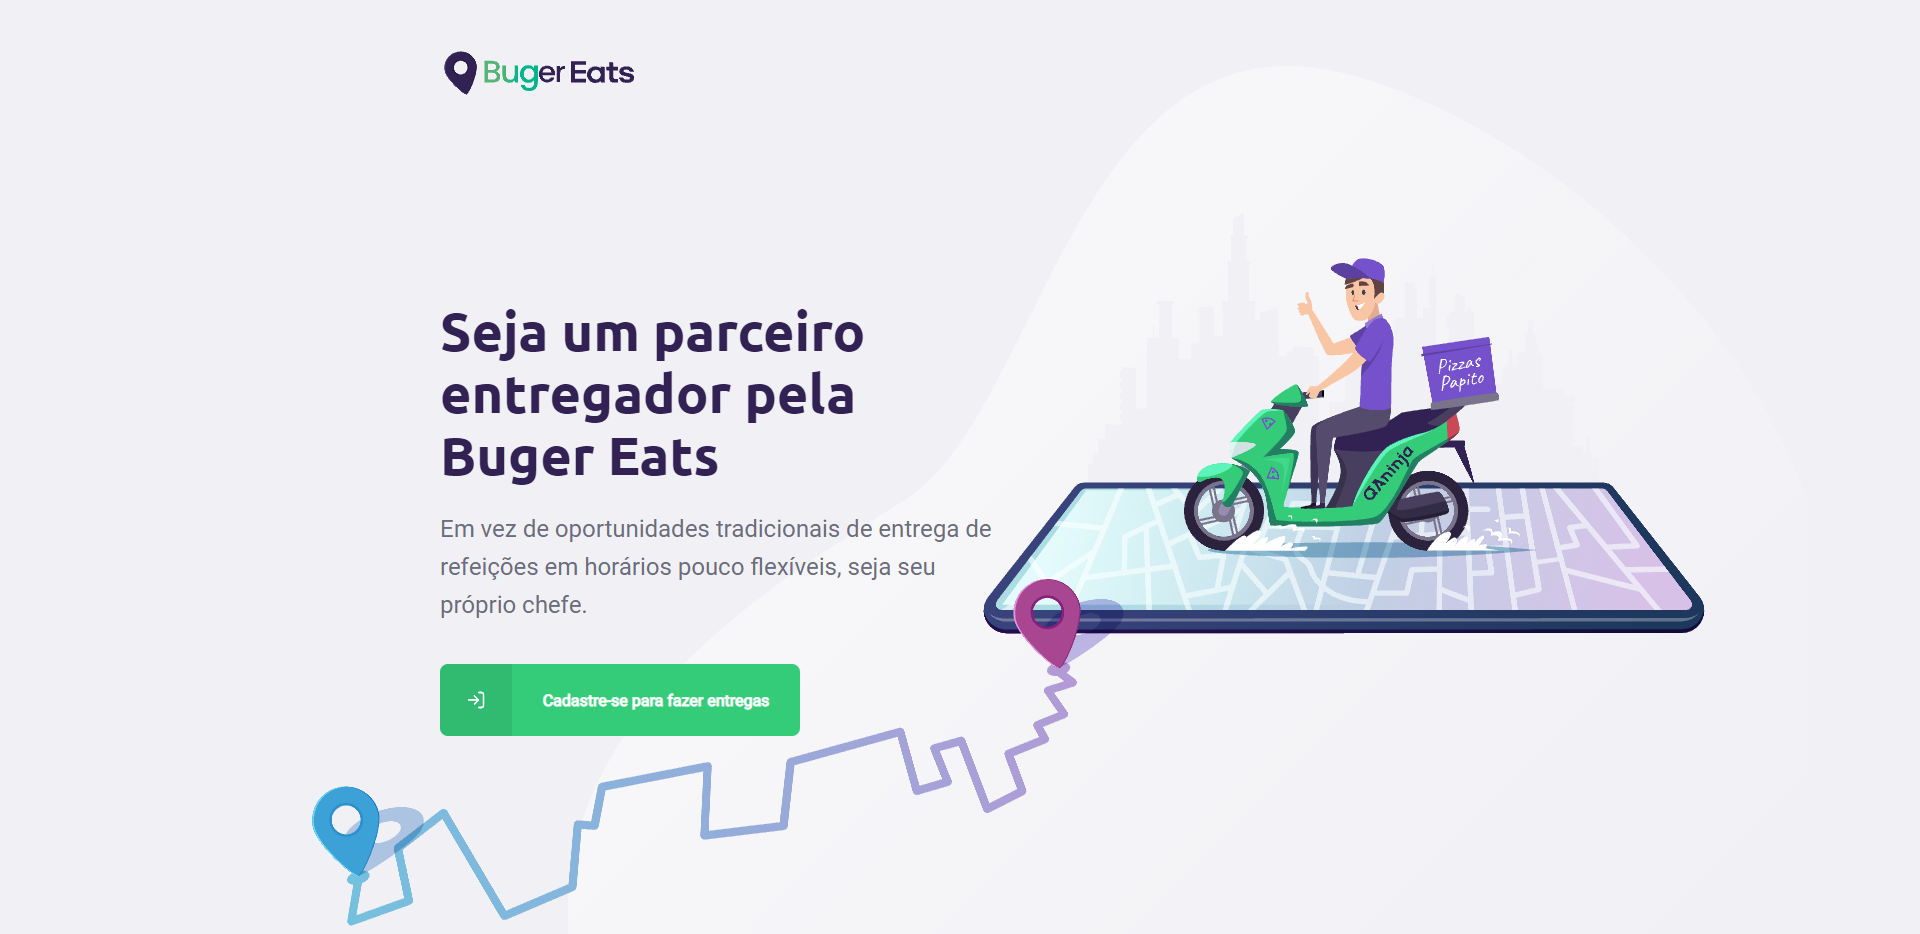 Buger Eats
Seja um parceiro
entregador pela
Buger Eats
Em vez de oportunidades tradicionais de entrega de
refeições em horários pouco flexíveis, seja seu
próprio chefe.
Cadastre-se para fazer entregas
Pizzas
Papito
QAninja